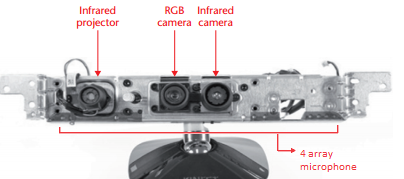 Infrared
projector
RGB
camera
Infrared
camera
4 array
microphone